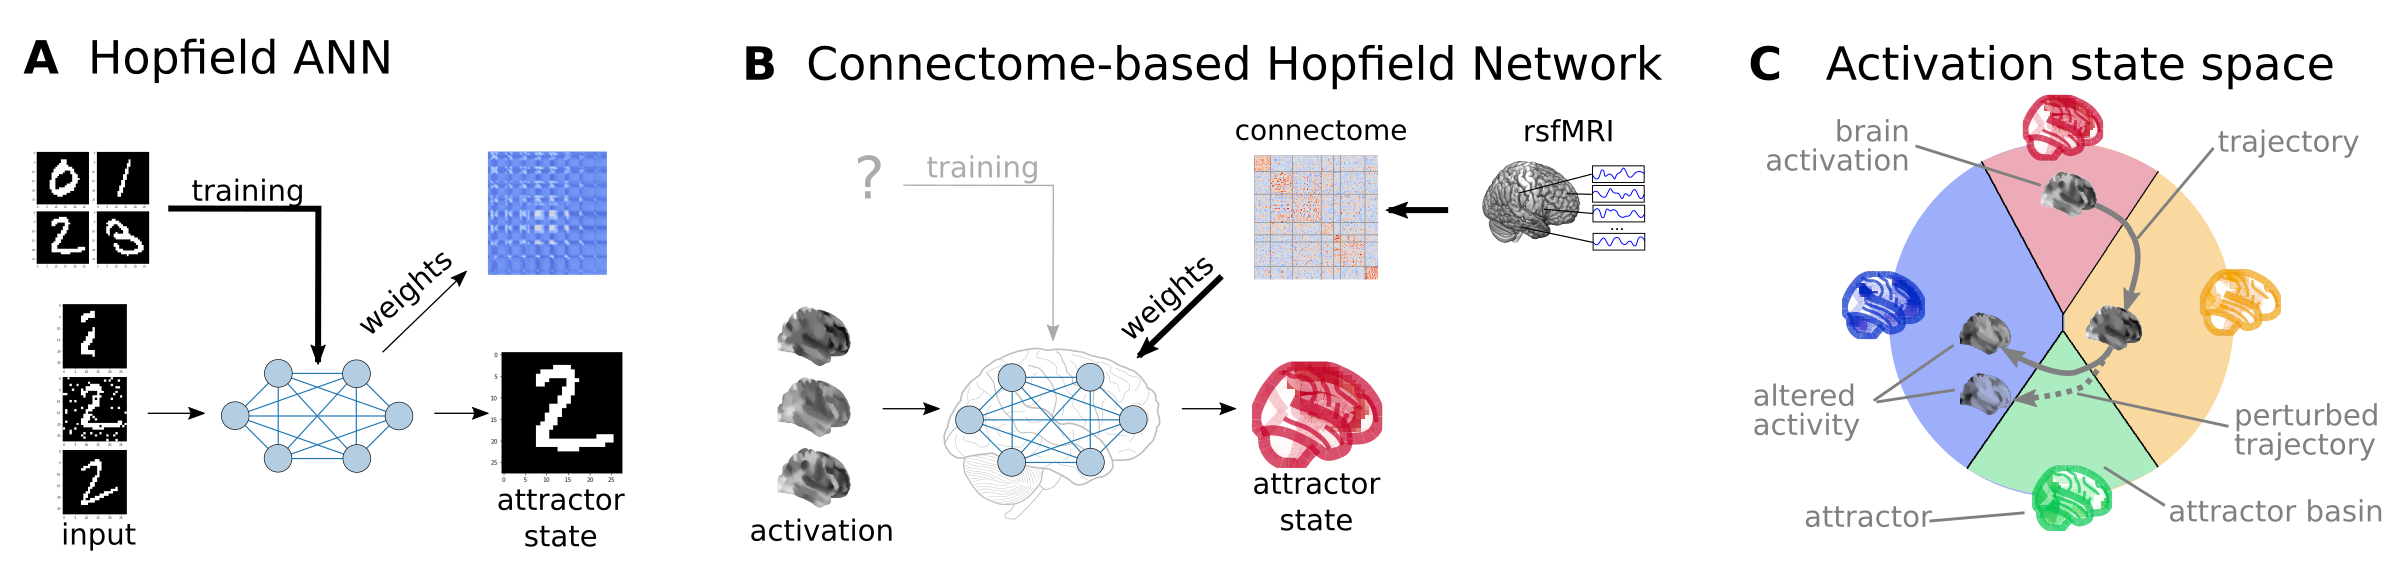 A Hopfield ANN
training
weights
input
attractor
state
B Connectome-based Hopfield Network
? training
connectome
rsfMRI
...
weights
activation
attractor
state
C Activation state space
brain
activation
trajectory
altered
activity
perturbed
trajectory
attractor
attractor basin